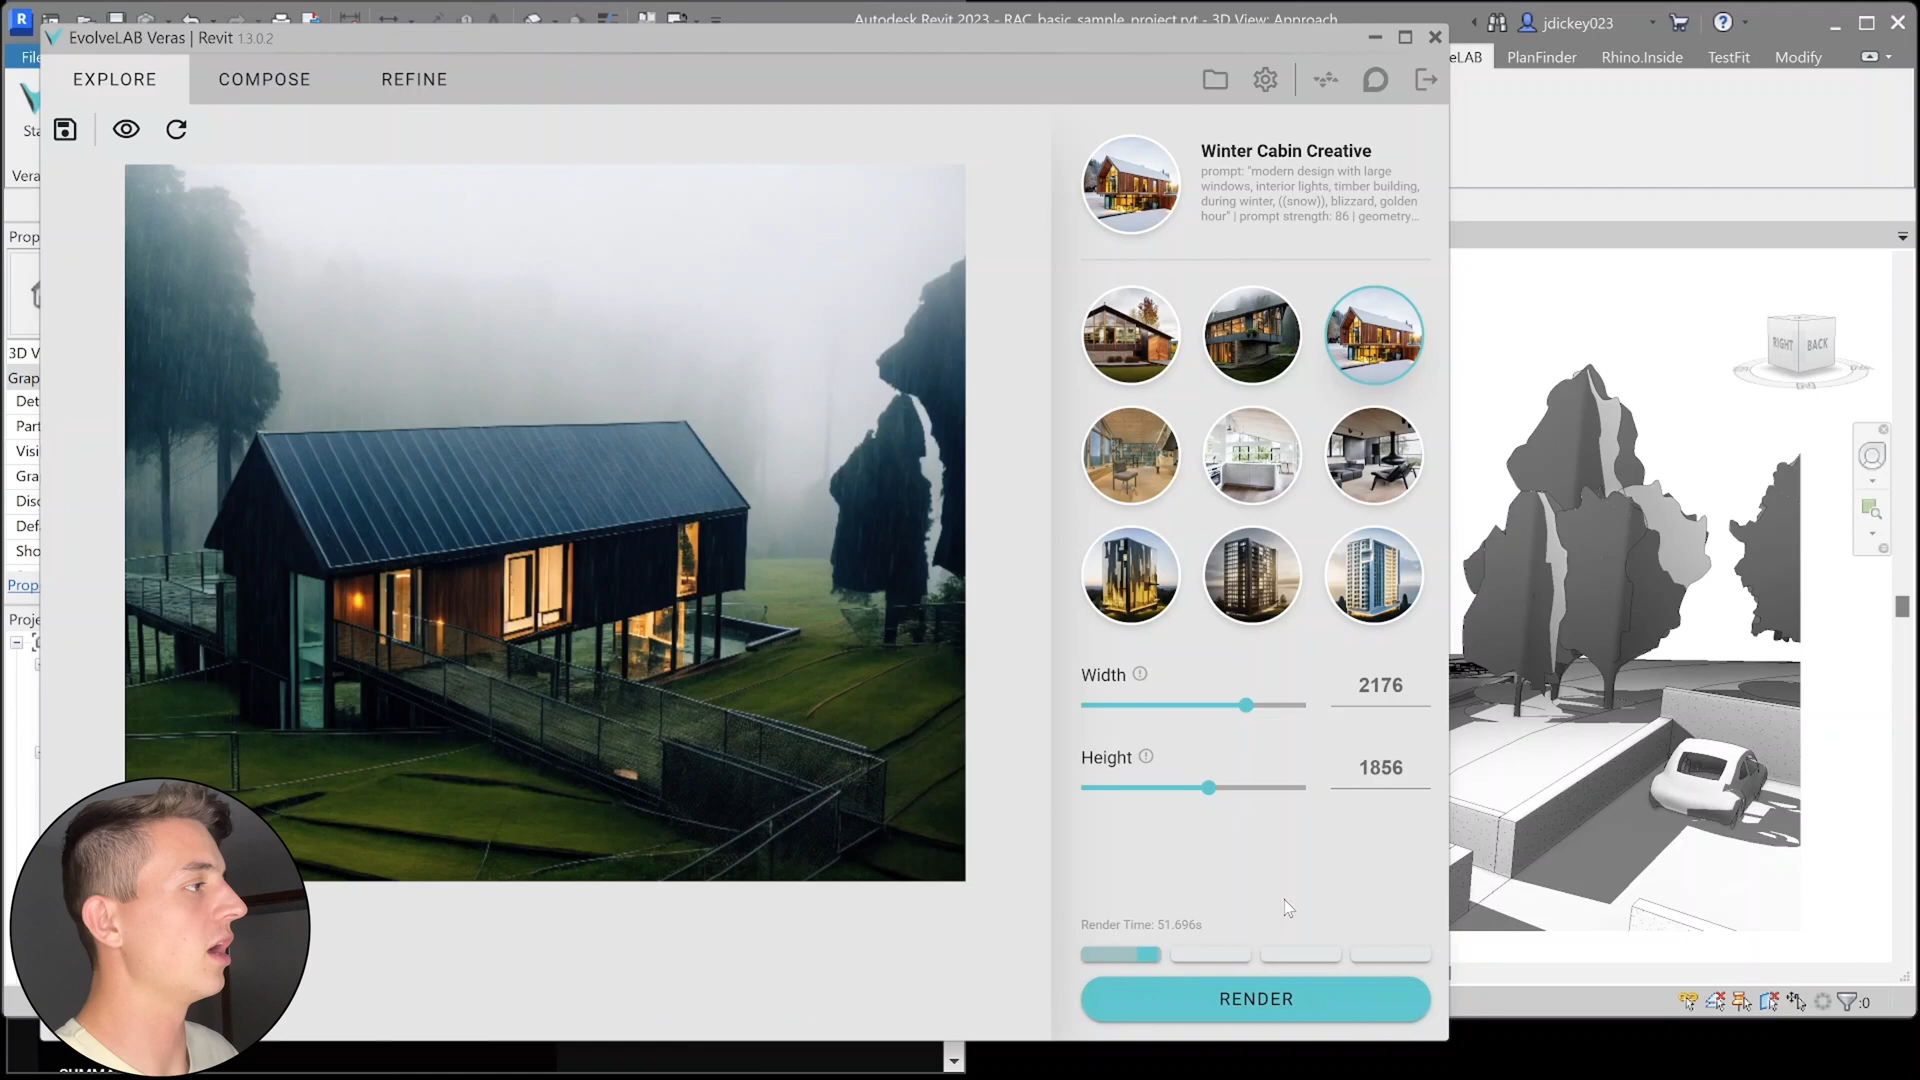 Autodesk Revit 2023 - RAC_basic_sample_project.rvt - 3D View: Approach
jdickey023
EvolveLAB Veras | Revit 1.3.0.2
File
LAB
PlanFinder
Rhino.Inside
TestFit
Modify
EXPLORE
COMPOSE
REFINE
Sta
Vera
Prop
3D V
Grap
Det
Part
Visi
Gra
Disc
Def
Sho
Prop
Proje
Winter Cabin Creative
prompt: "modern design with large
windows, interior lights, timber building,
during winter, ((snow)), blizzard, golden
hour" | prompt strength: 86 | geometry...
RIGHT
BACK
Width
2176
Height
1856
Render Time: 51.696s
RENDER
:0